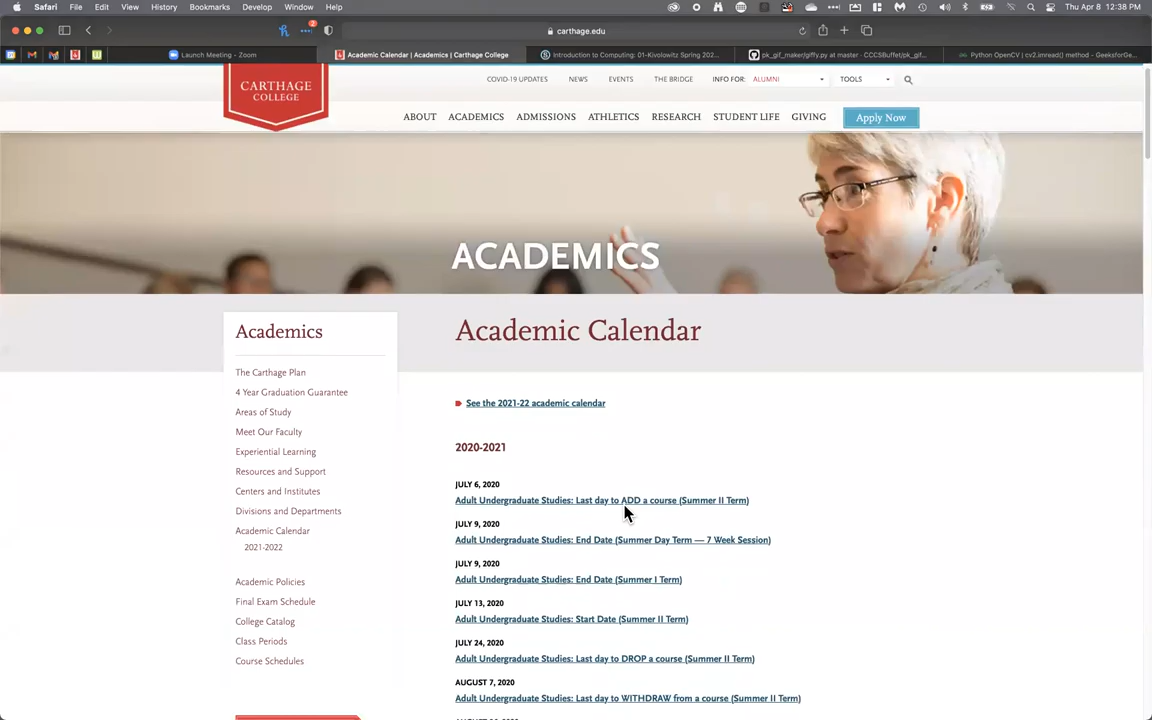 Safari File Edit View History Bookmarks Develop Window Help
Thu Apr 8 12:38 PM
2
carthage.edu
Launch Meeting - Zoom
Academic Calendar | Academics | Carthage College
Introduction to Computing: 01-Kivolowitz Spring 202...
pk_gif_maker/giffy.py at master · CCCSBuffet/pk_gif...
Python OpenCV | cv2.imread() method - GeeksforGe...
CARTHAGE
COLLEGE
COVID-19 UPDATES NEWS EVENTS THE BRIDGE INFO FOR: ALUMNI TOOLS
ABOUT ACADEMICS ADMISSIONS ATHLETICS RESEARCH STUDENT LIFE GIVING Apply Now
ACADEMICS
Academics
The Carthage Plan
4 Year Graduation Guarantee
Areas of Study
Meet Our Faculty
Experiential Learning
Resources and Support
Centers and Institutes
Divisions and Departments
Academic Calendar
2021-2022
Academic Policies
Final Exam Schedule
College Catalog
Class Periods
Course Schedules
Academic Calendar
See the 2021-22 academic calendar
2020-2021
JULY 6, 2020
Adult Undergraduate Studies: Last day to ADD a course (Summer II Term)
JULY 9, 2020
Adult Undergraduate Studies: End Date (Summer Day Term — 7 Week Session)
JULY 9, 2020
Adult Undergraduate Studies: End Date (Summer I Term)
JULY 13, 2020
Adult Undergraduate Studies: Start Date (Summer II Term)
JULY 24, 2020
Adult Undergraduate Studies: Last day to DROP a course (Summer II Term)
AUGUST 7, 2020
Adult Undergraduate Studies: Last day to WITHDRAW from a course (Summer II Term)